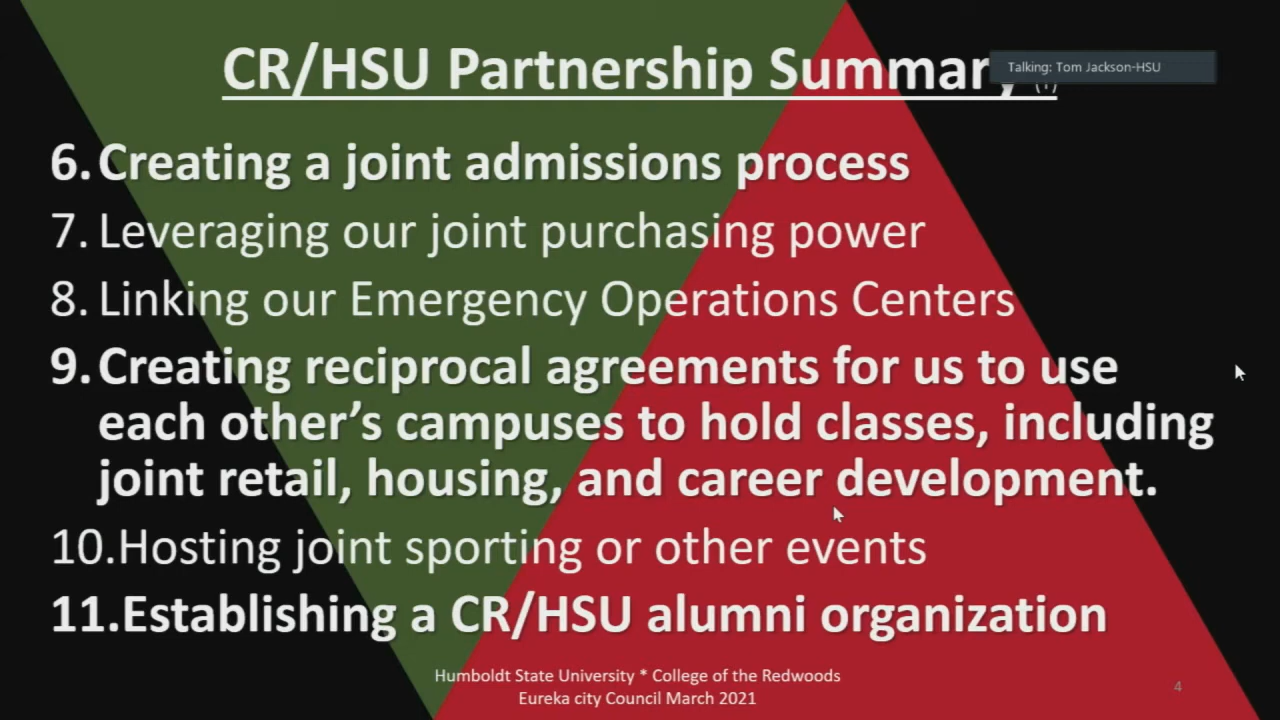 CR/HSU Partnership Summary (1)
Talking: Tom Jackson-HSU
6. Creating a joint admissions process
7. Leveraging our joint purchasing power
8. Linking our Emergency Operations Centers
9. Creating reciprocal agreements for us to use
each other’s campuses to hold classes, including
joint retail, housing, and career development.
10.Hosting joint sporting or other events
11.Establishing a CR/HSU alumni organization
Humboldt State University * College of the Redwoods
Eureka city Council March 2021
4